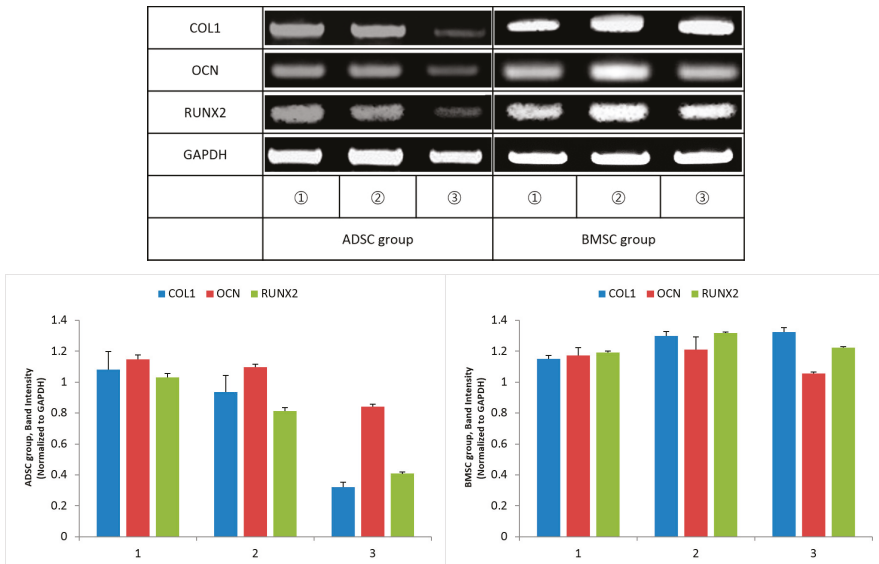 COL1
OCN
RUNX2
GAPDH
① ② ③ ① ② ③
ADSC group BMSC group
COL1 OCN RUNX2
1.4
1.2
1
0.8
0.6
0.4
0.2
0
1 2 3
ADSC group, Band Intensity
(Normalized to GAPDH)
COL1 OCN RUNX2
1.4
1.2
1
0.8
0.6
0.4
0.2
0
1 2 3
BMSC group, Band Intensity
(Normalized to GAPDH)